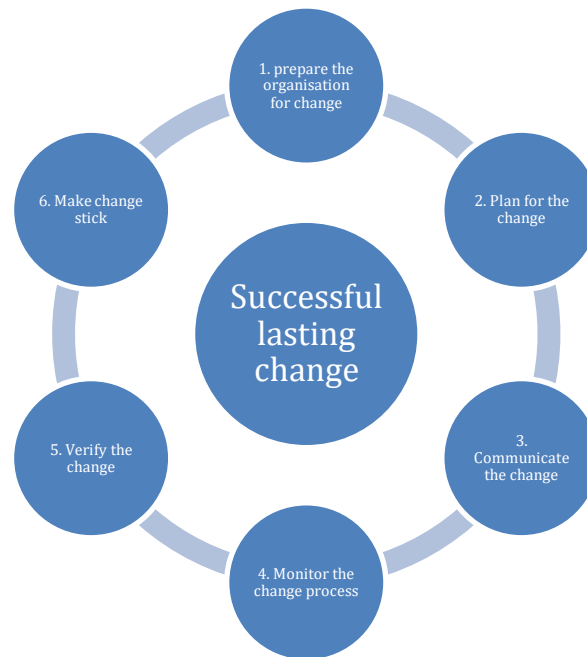 1. prepare the
organisation
for change
2. Plan for the
change
3.
Communicate
the change
4. Monitor the
change process
5. Verify the
change
6. Make change
stick
Successful
lasting
change